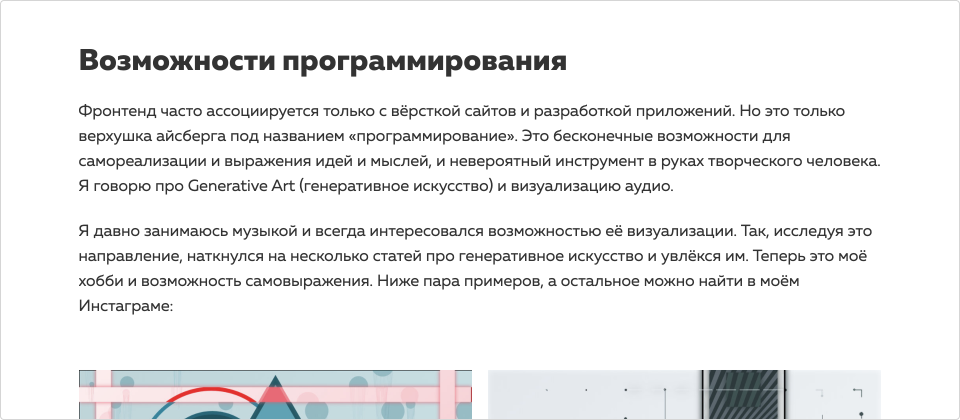 Возможности программирования
Фронтенд часто ассоциируется только с вёрсткой сайтов и разработкой приложений. Но это только
верхушка айсберга под названием «программирование». Это бесконечные возможности для
самореализации и выражения идей и мыслей, и невероятный инструмент в руках творческого человека.
Я говорю про Generative Art (генеративное искусство) и визуализацию аудио.
Я давно занимаюсь музыкой и всегда интересовался возможностью её визуализации. Так, исследуя это
направление, наткнулся на несколько статей про генеративное искусство и увлёкся им. Теперь это моё
хобби и возможность самовыражения. Ниже пара примеров, а остальное можно найти в моём
Инстаграме: